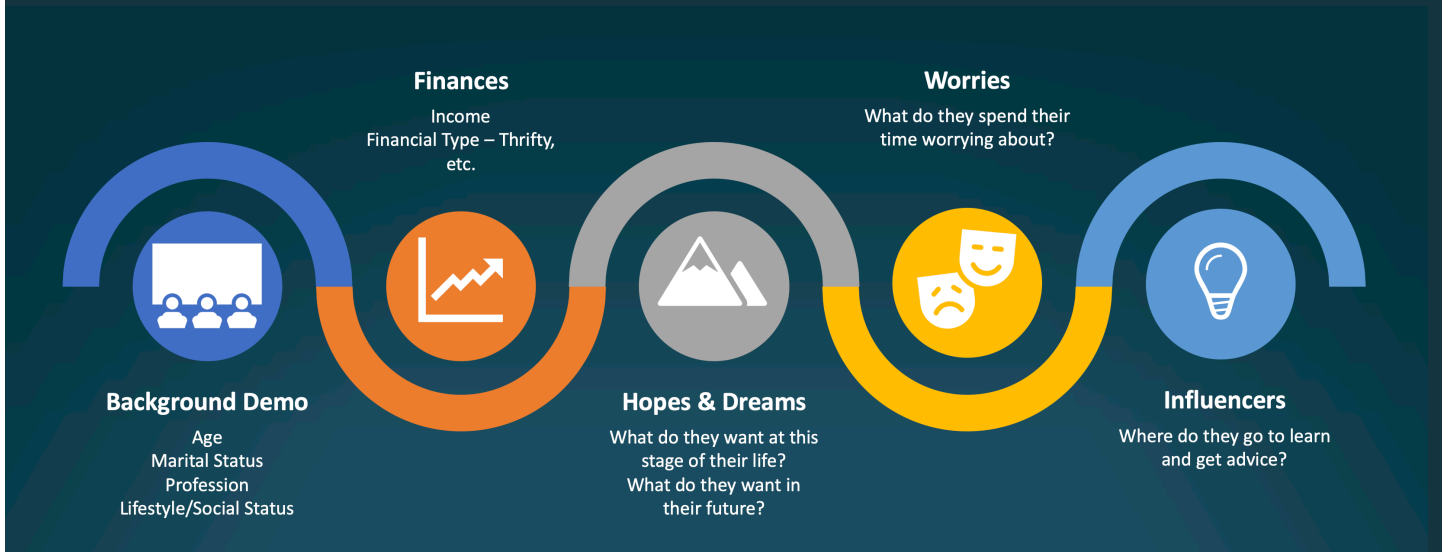 Background Demo
Age
Marital Status
Profession
Lifestyle/Social Status
Finances
Income
Financial Type – Thrifty,
etc.
Hopes & Dreams
What do they want at this
stage of their life?
What do they want in
their future?
Worries
What do they spend their
time worrying about?
Influencers
Where do they go to learn
and get advice?